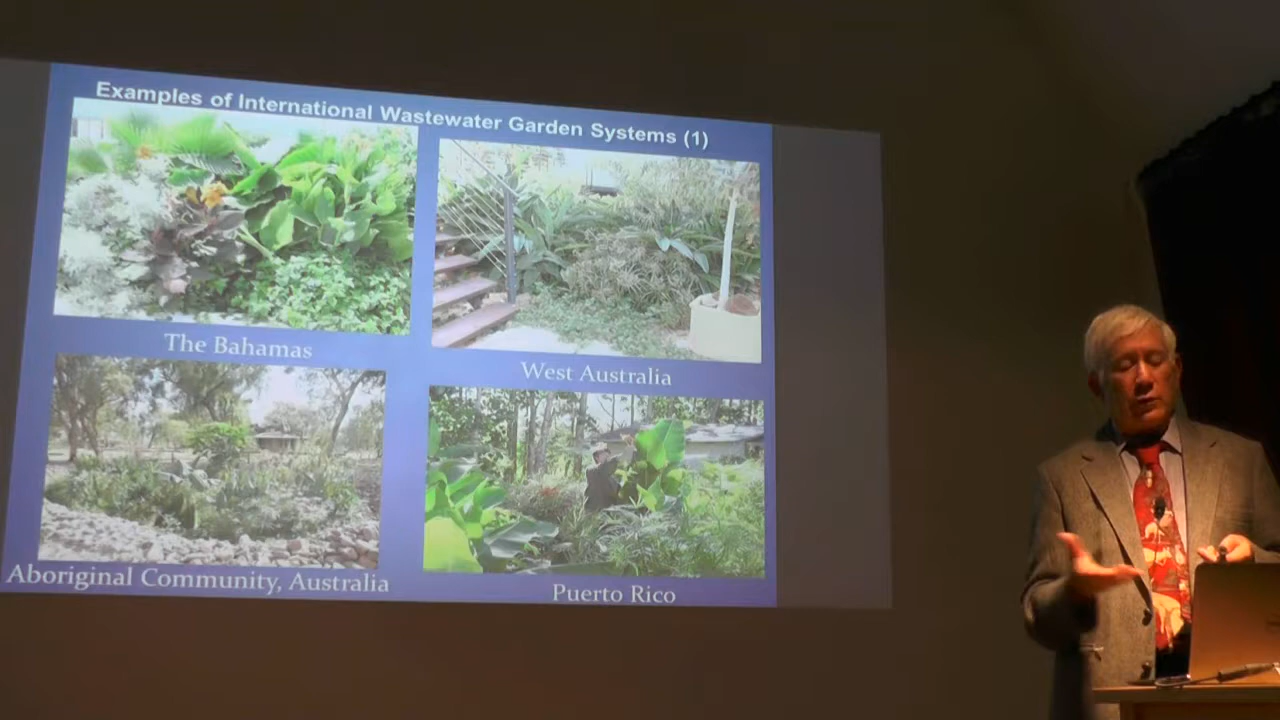 Examples of International Wastewater Garden Systems (1)
The Bahamas
West Australia
Aboriginal Community, Australia
Puerto Rico